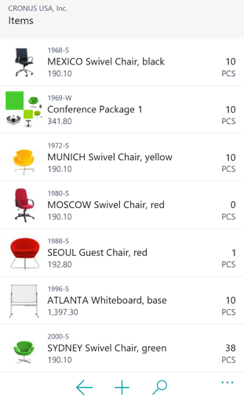 CRONUS USA, Inc.
Items
1968-S
MEXICO Swivel Chair, black 10
190.10 PCS
1969-W
Conference Package 1 10
341.80 PCS
1972-S
MUNICH Swivel Chair, yellow 10
190.10 PCS
1980-S
MOSCOW Swivel Chair, red 0
190.10 PCS
1988-S
SEOUL Guest Chair, red 1
192.80 PCS
1996-S
ATLANTA Whiteboard, base 10
1,397.30 PCS
2000-S
SYDNEY Swivel Chair, green 38
190.10 PCS